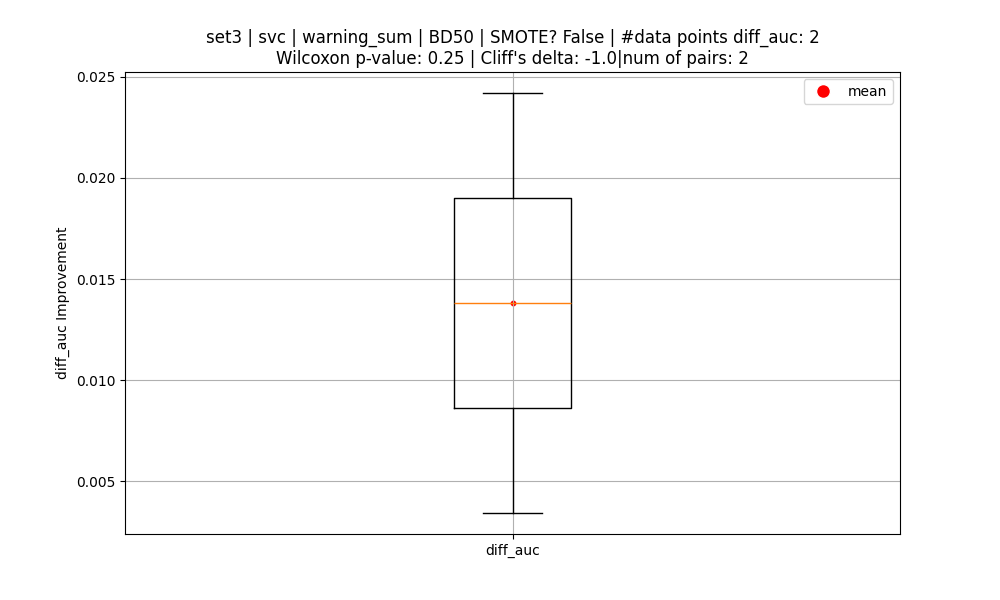 set3 | svc | warning_sum | BD50 | SMOTE? False | #data points diff_auc: 2
Wilcoxon p-value: 0.25 | Cliff's delta: -1.0|num of pairs: 2
mean
0.025
0.020
0.015
0.010
0.005
diff_auc Improvement
diff_auc